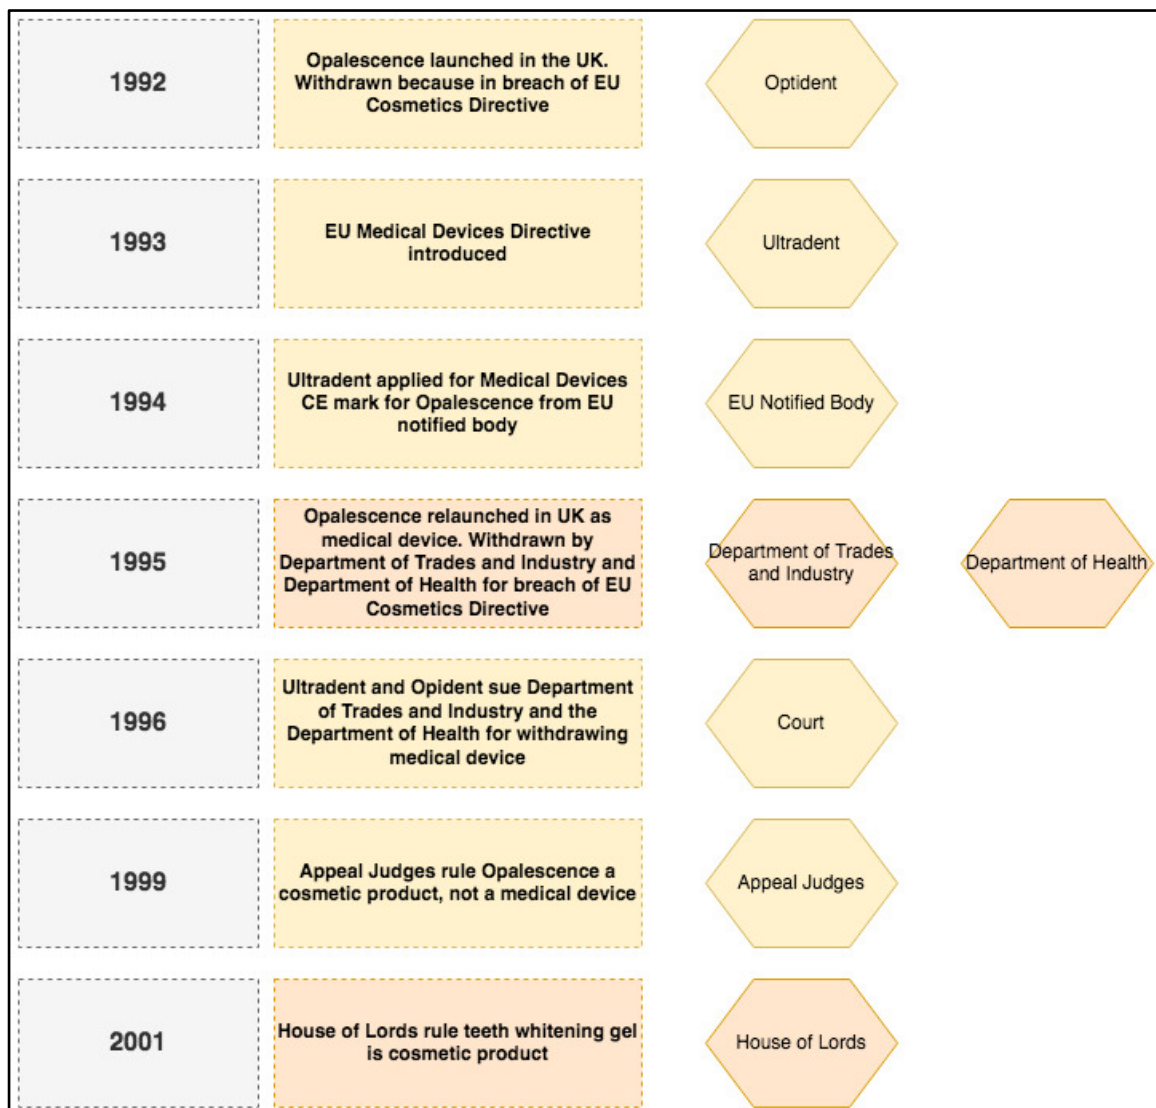 1992
Opalescence launched in the UK.
Withdrawn because in breach of EU
Cosmetics Directive
Optident
1993
EU Medical Devices Directive
introduced
Ultradent
1994
Ultradent applied for Medical Devices
CE mark for Opalescence from EU
notified body
EU Notified Body
1995
Opalescence relaunched in UK as
medical device. Withdrawn by
Department of Trades and Industry and
Department of Health for breach of EU
Cosmetics Directive
Department of Trades
and Industry
Department of Health
1996
Ultradent and Opident sue Department
of Trades and Industry and the
Department of Health for withdrawing
medical device
Court
1999
Appeal Judges rule Opalescence a
cosmetic product, not a medical device
Appeal Judges
2001
House of Lords rule teeth whitening gel
is cosmetic product
House of Lords